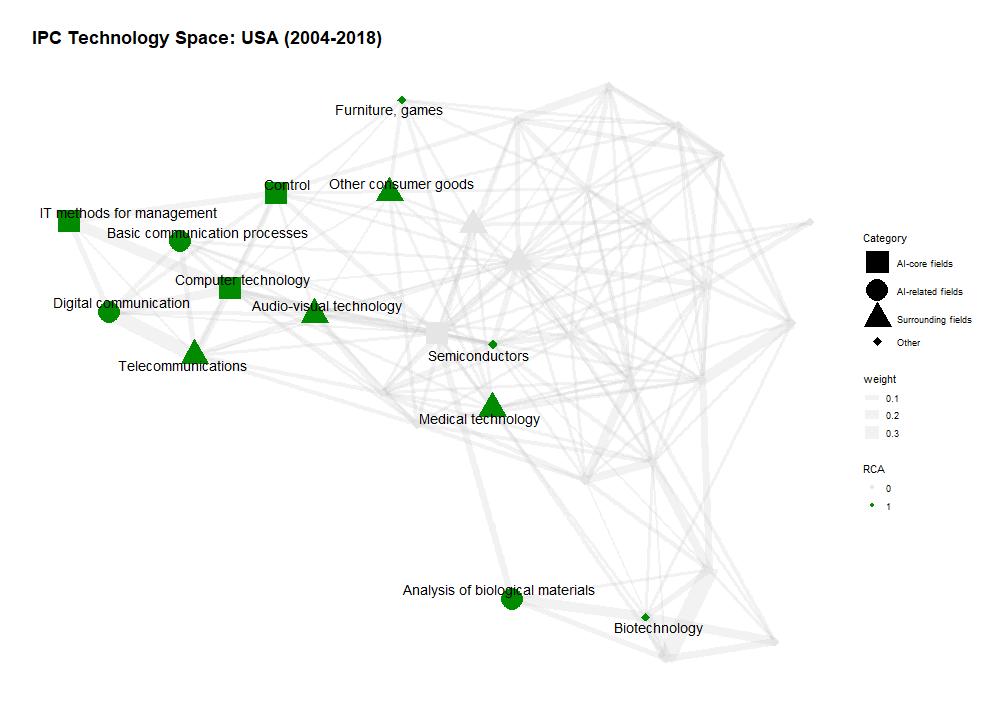 IPC Technology Space: USA (2004-2018)
Furniture, games
Control
Other consumer goods
IT methods for management
Basic communication processes
Computer technology
Digital communication
Audio-visual technology
Telecommunications
Semiconductors
Medical technology
Analysis of biological materials
Biotechnology
Category
AI-core fields
AI-related fields
Surrounding fields
Other
weight
0.1
0.2
0.3
RCA
0
1